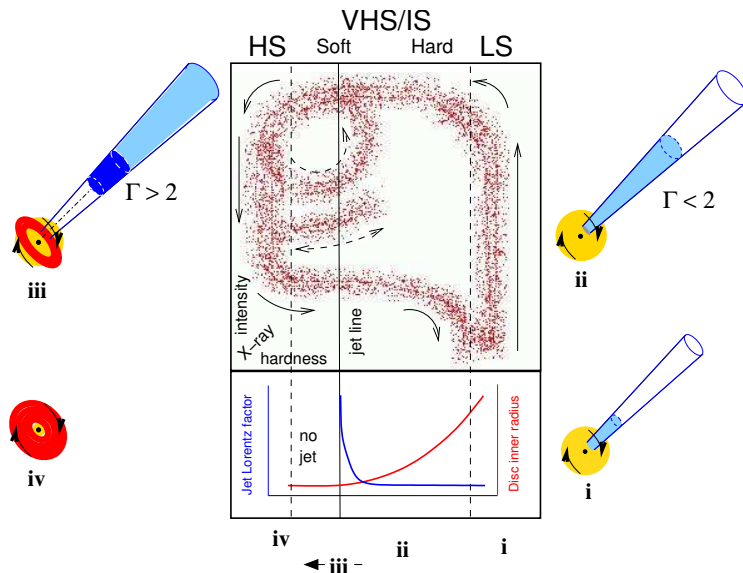 VHS/IS
HS Soft Hard LS
Γ > 2
Γ < 2
iii
ii
intensity
X-ray
hardness
jet line
Jet Lorentz factor
no
jet
Disc inner radius
iv
i
iv
ii
i
iii